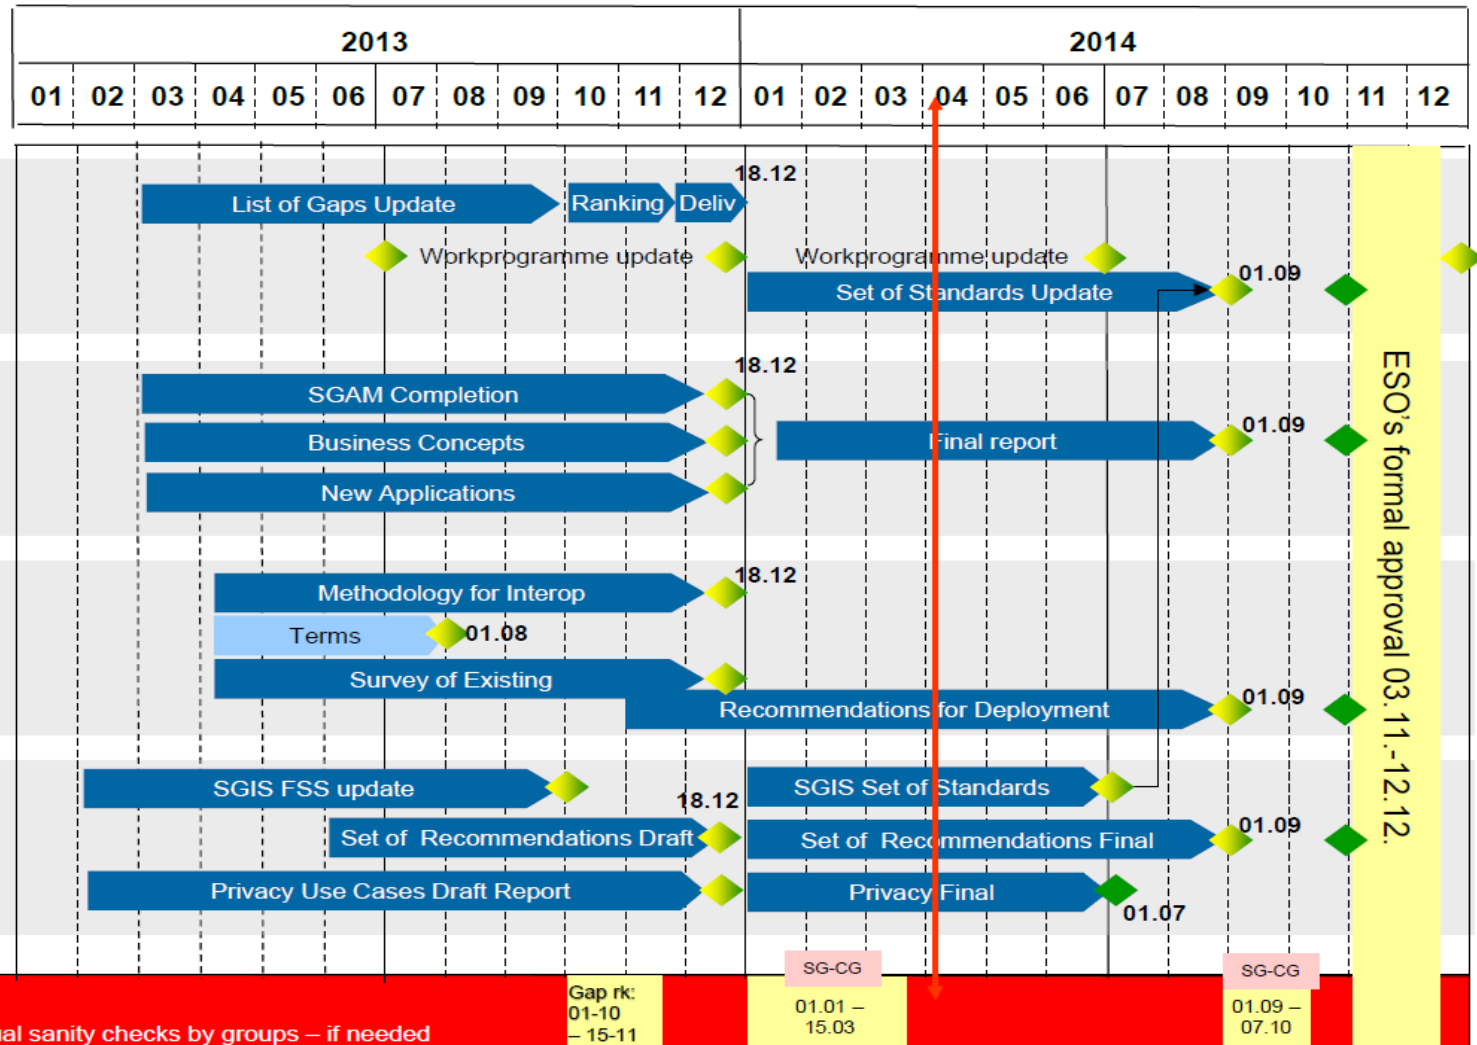 2013 2014
01 02 03 04 05 06 07 08 09 10 11 12 01 02 03 04 05 06 07 08 09 10 11 12
18.12
List of Gaps Update Ranking Deliv
Workprogramme update Workprogramme update
01.09
Set of Standards Update
18.12
SGAM Completion
01.09
Business Concepts Final report
New Applications
18.12
Methodology for Interop
Terms 01.08
Survey of Existing
01.09
Recommendations for Deployment
ESO's formal approval 03.11.-12.12.
SGIS FSS update SGIS Set of Standards
18.12
01.09
Set of Recommendations Draft Set of Recommendations Final
Privacy Use Cases Draft Report Privacy Final
01.07
SG-CG SG-CG
Gap rk:
01-10
– 15-11
01.01 –
15.03
01.09 –
07.10
sanity checks by groups – if needed